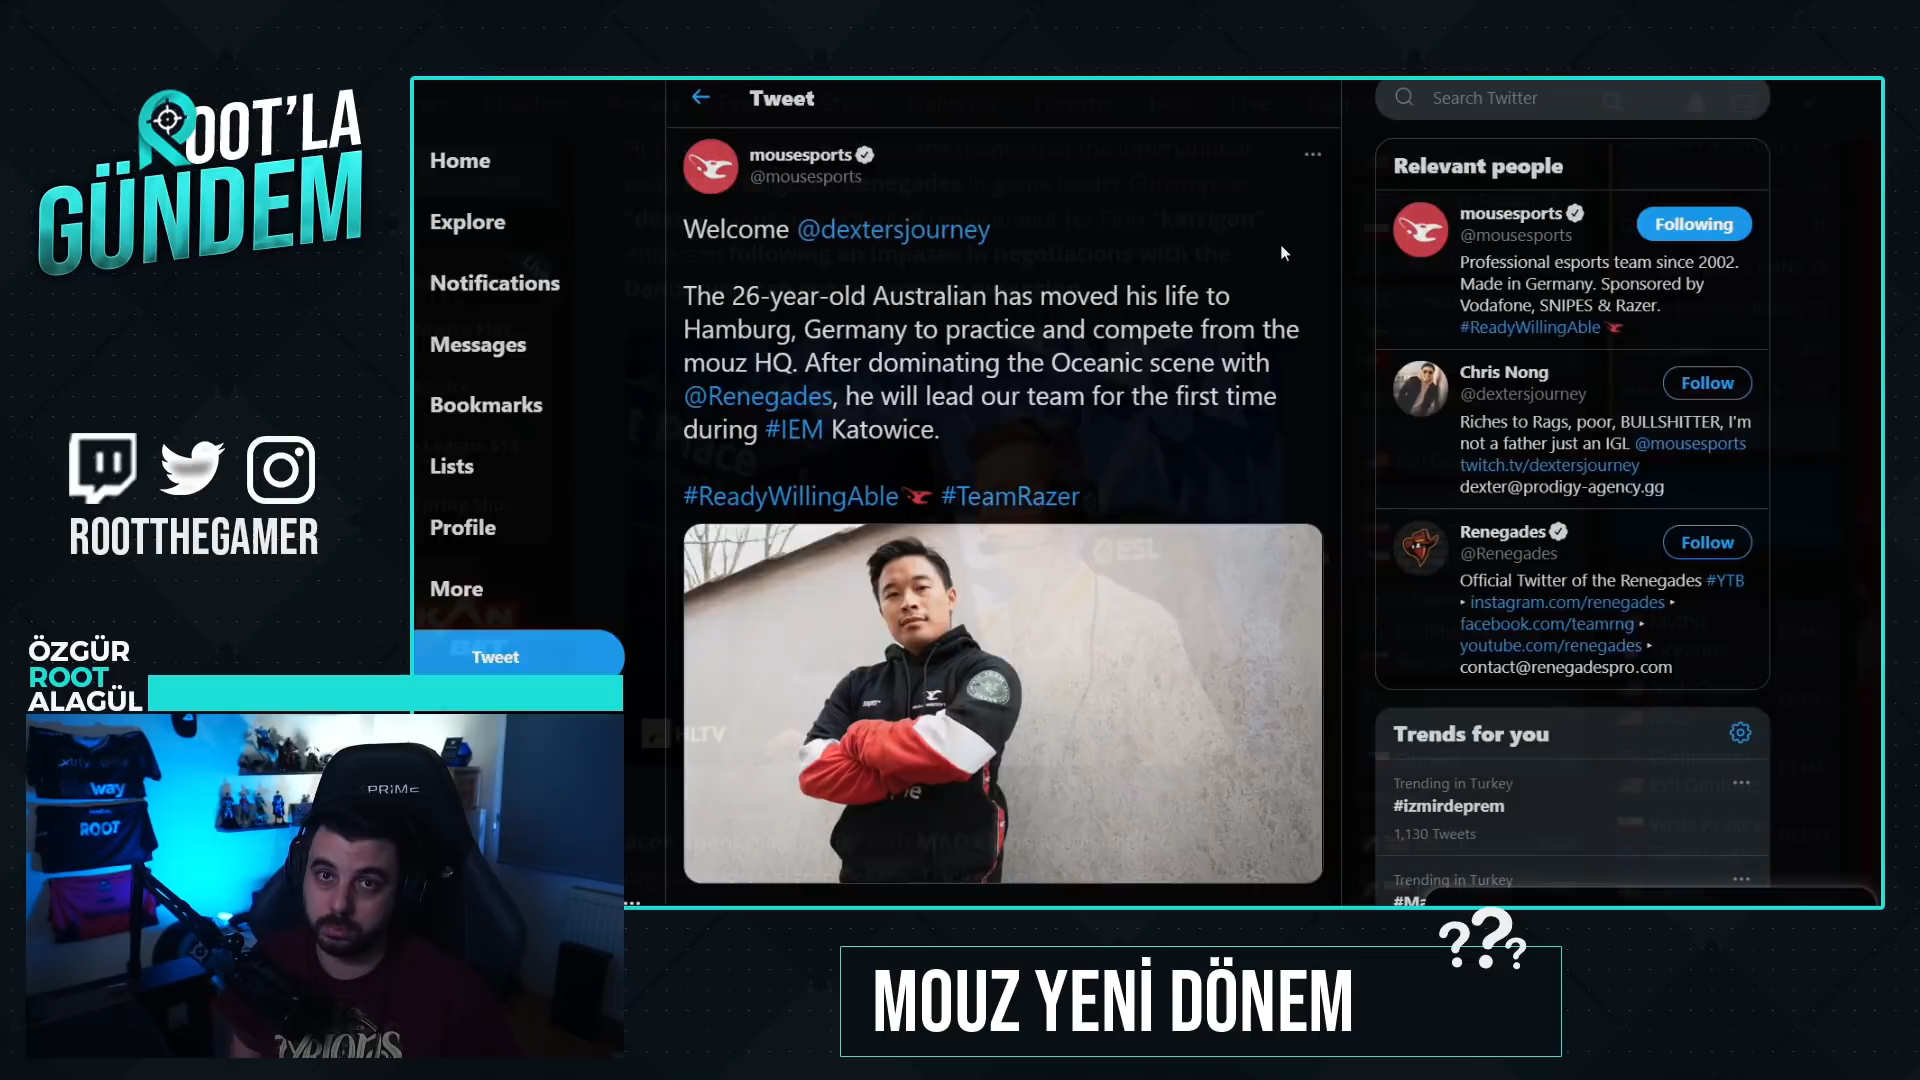 ROOT'LA
GÜNDEM
ROOTTHEGAMER
ÖZGÜR
ROOT
ALAGÜL
Home
Explore
Notifications
Messages
Bookmarks
Lists
Profile
More
Tweet
Tweet
mousesports
@mousesports
Welcome @dextersjourney
The 26-year-old Australian has moved his life to
Hamburg, Germany to practice and compete from the
mouz HQ. After dominating the Oceanic scene with
@Renegades, he will lead our team for the first time
during #IEM Katowice.
#ReadyWillingAble #TeamRazer
ESL
HLTV
Search Twitter
Relevant people
mousesports
@mousesports
Following
Professional esports team since 2002.
Made in Germany. Sponsored by
Vodafone, SNIPES & Razer.
#ReadyWillingAble
Chris Nong
@dextersjourney
Follow
Riches to Rags, poor, BULLSHITTER, I'm
not a father just an IGL @mousesports
twitch.tv/dextersjourney
dexter@prodigy-agency.gg
Renegades
@Renegades
Follow
Official Twitter of the Renegades #YTB
‣ instagram.com/renegades ‣
facebook.com/teamrng ‣
youtube.com/renegades ‣
contact@renegadespro.com
Trends for you
Trending in Turkey
#izmirdeprem
1,130 Tweets
Trending in Turkey
PRIME
way
ROOT
MOUZ YENİ DÖNEM
???